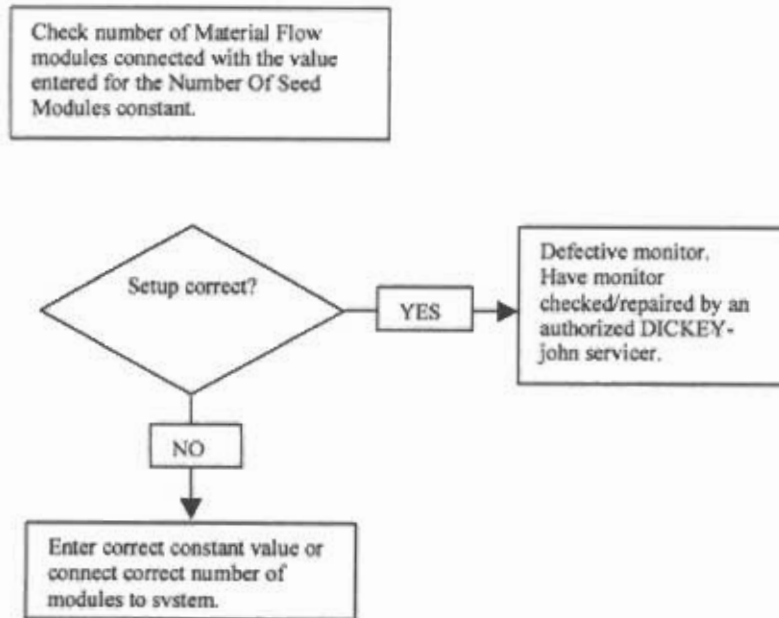 Check number of Material Flow
modules connected with the value
entered for the Number Of Seed
Modules constant.
Setup correct?
YES
Defective monitor.
Have monitor
checked/repaired by an
authorized DICKEY-
john servicer.
NO
Enter correct constant value or
connect correct number of
modules to system.